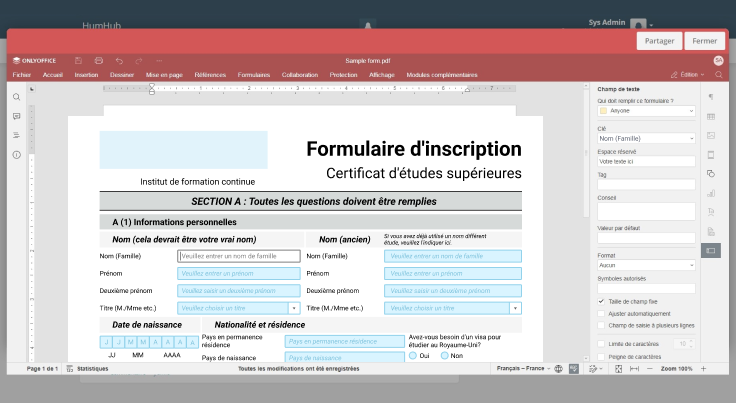 HumHub
Sys Admin
Partager
Fermer
ONLYOFFICE
Sample form.pdf
SA
Fichier Accueil Insertion Dessiner Mise en page Références Formulaires Collaboration Protection Affichage Modules complémentaires
Édition
Formulaire d'inscription
Certificat d'études supérieures
Institut de formation continue
SECTION A : Toutes les questions doivent être remplies
A (1) Informations personnelles
Nom (cela devrait être votre vrai nom)
Nom (ancien)
Si vous avez déjà utilisé un nom différent
étude, veuillez l'indiquer ici.
Nom (Famille) Veuillez entrer un nom de famille Nom (Famille) Veuillez entrer un nom de famille
Prénom Veuillez entrer un prénom Prénom Veuillez entrer un prénom
Deuxième prénom Veuillez saisir un deuxième prénom Deuxième prénom Veuillez saisir un deuxième prénom
Titre (M./Mme etc.) Veuillez choisir un titre Titre (M./Mme etc.) Veuillez choisir un titre
Date de naissance
Nationalité et résidence
J J M M A A A A
JJ MM AAAA
Pays en permanence
résidence
Pays en permanence résidence
Avez-vous besoin d'un visa pour
étudier au Royaume-Uni?
Pays de naissance Pays de naissance
Oui Non
Champ de texte
Qui doit remplir ce formulaire ?
Anyone
Clé
Nom (Famille)
Espace réservé
Votre texte ici
Tag
Conseil
Valeur par défaut
Format
Aucun
Symboles autorisés
Taille de champ fixe
Ajuster automatiquement
Champ de saisie à plusieurs lignes
Limite de caractères 10
Peigne de caractères
Page 1 de 1 Statistiques
Toutes les modifications ont été enregistrées
Français – France
Zoom 100%